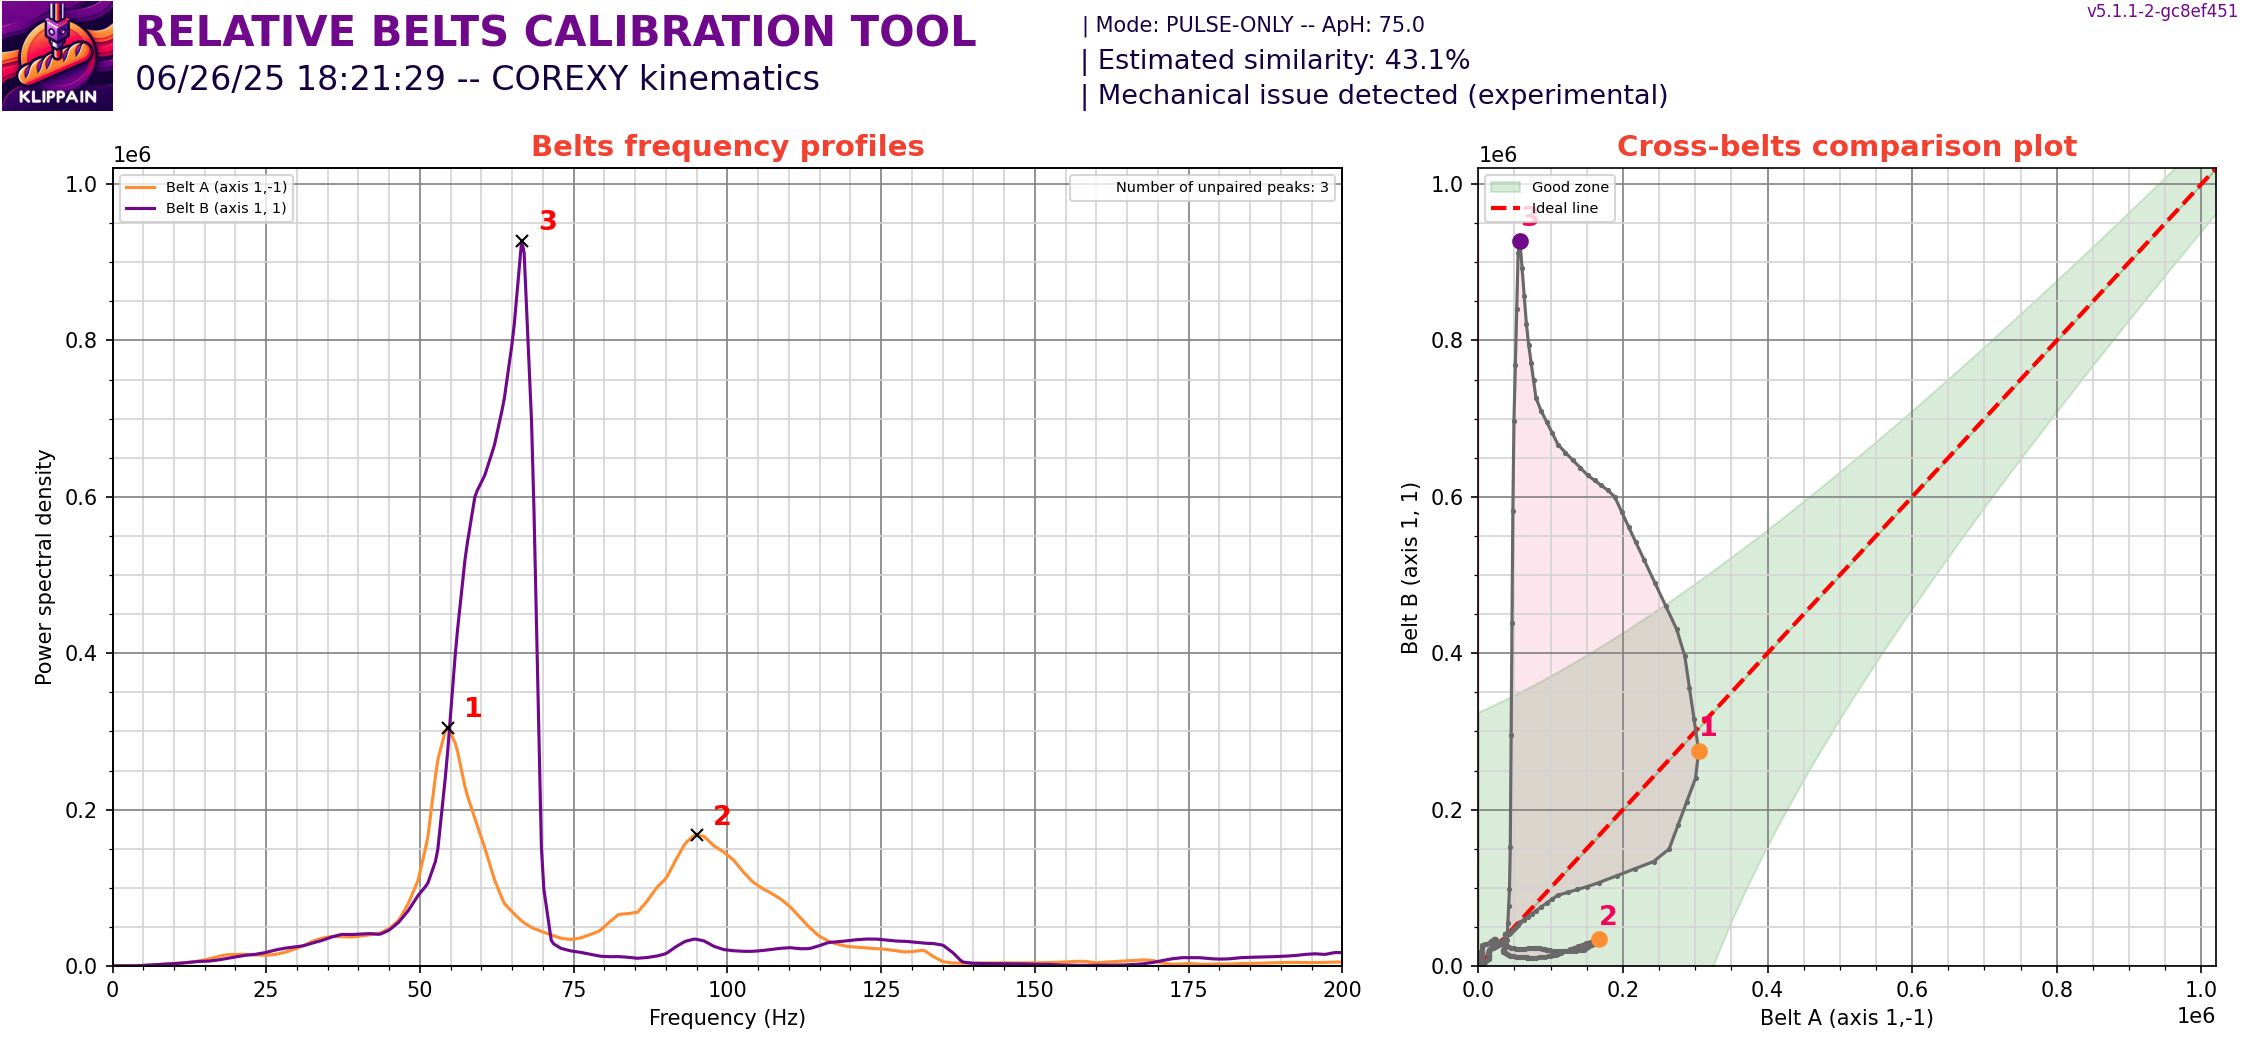 KLIPPAIN
RELATIVE BELTS CALIBRATION TOOL
06/26/25 18:21:29 -- COREXY kinematics
| Mode: PULSE-ONLY -- ApH: 75.0
| Estimated similarity: 43.1%
| Mechanical issue detected (experimental)
v5.1.1-2-gc8ef451
Belts frequency profiles
1e6
Belt A (axis 1,-1)
Belt B (axis 1, 1)
Number of unpaired peaks: 3
3
1
2
1.0
0.8
0.6
0.4
0.2
0.0
Power spectral density
0 25 50 75 100 125 150 175 200
Frequency (Hz)
Cross-belts comparison plot
1e6
Good zone
Ideal line
3
1
2
1.0
0.8
0.6
0.4
0.2
0.0
Belt B (axis 1, 1)
0.0 0.2 0.4 0.6 0.8 1.0
1e6
Belt A (axis 1,-1)